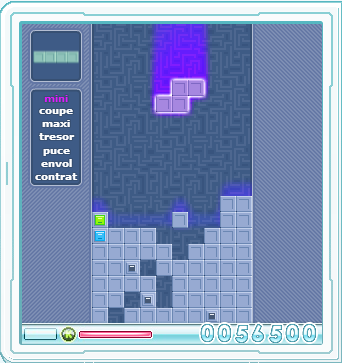 mini
coupe
maxi
tresor
puce
envol
contrat
0056500